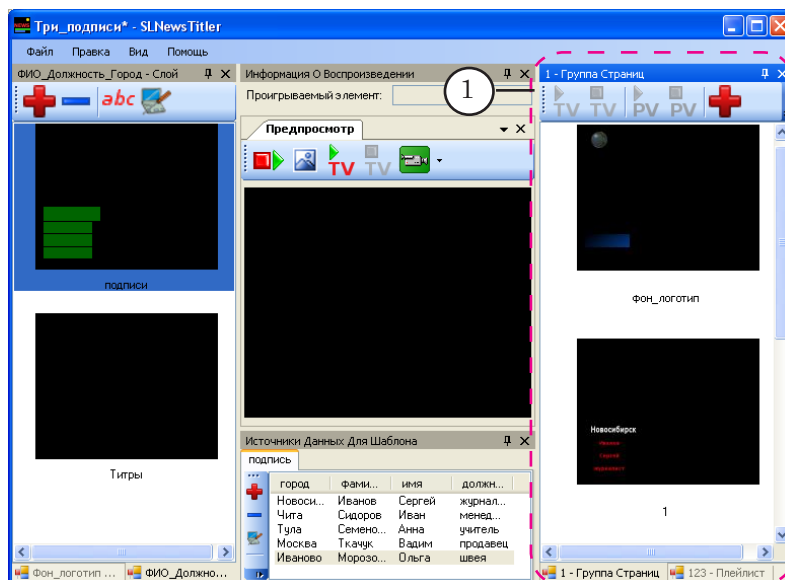 Три_подписи* - SLNewsTitler
Файл Правка Вид Помощь
ФИО_Должность_Город - Слой
abc
подписи
Титры
Фон_логотип ... ФИО_Должно...
Информация О Воспроизведении
Проигрываемый элемент:
Предпросмотр
TV TV
Источники Данных Для Шаблона
подпись
город фами... имя должн...
Новоси... Иванов Сергей журнал...
Чита Сидоров Иван менед...
Тула Семено... Анна учитель
Москва Ткачук Вадим продавец
Иваново Морозо... Ольга швея
1
1 - Группа Страниц
TV TV PV PV
фон_логотип
Новосибирск
Иванов
Сергей
журналист
1
1 - Группа Страниц 123 - Плейлист